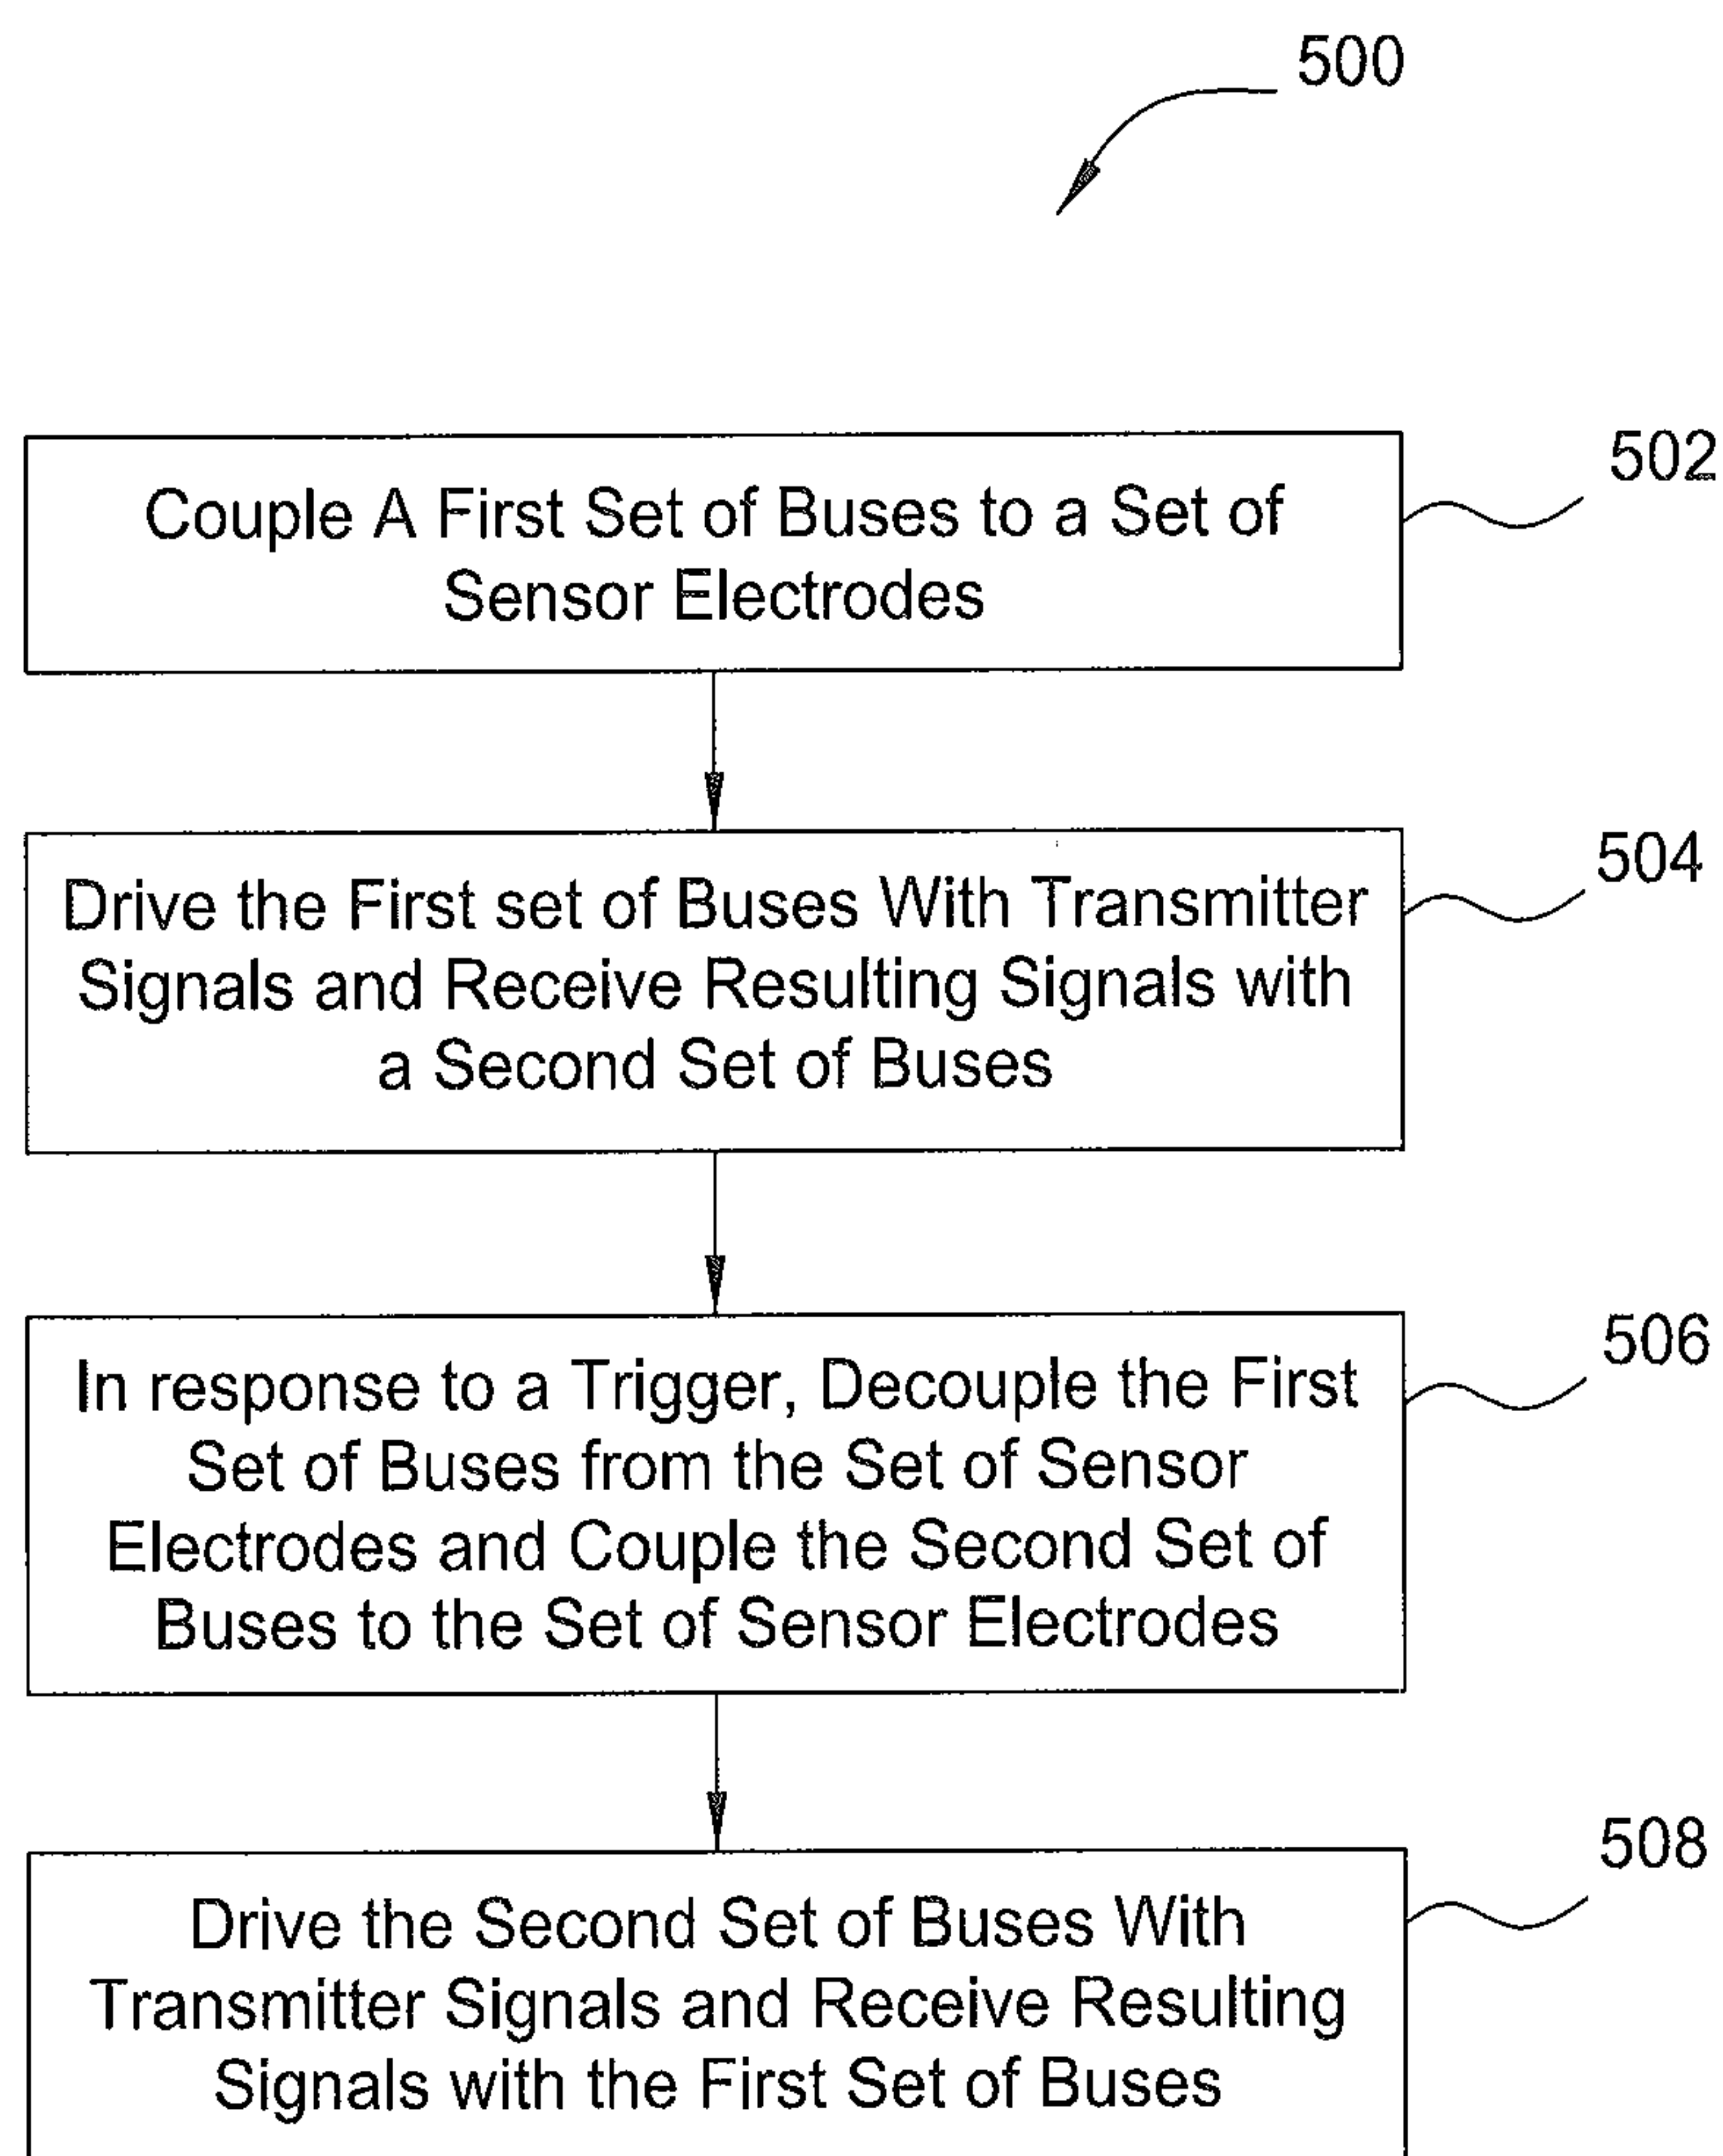 500
502
Couple A First Set of Buses to a Set of
Sensor Electrodes
504
Drive the First set of Buses With Transmitter
Signals and Receive Resulting Signals with
a Second Set of Buses
506
In response to a Trigger, Decouple the First
Set of Buses from the Set of Sensor
Electrodes and Couple the Second Set of
Buses to the Set of Sensor Electrodes
508
Drive the Second Set of Buses With
Transmitter Signals and Receive Resulting
Signals with the First Set of Buses